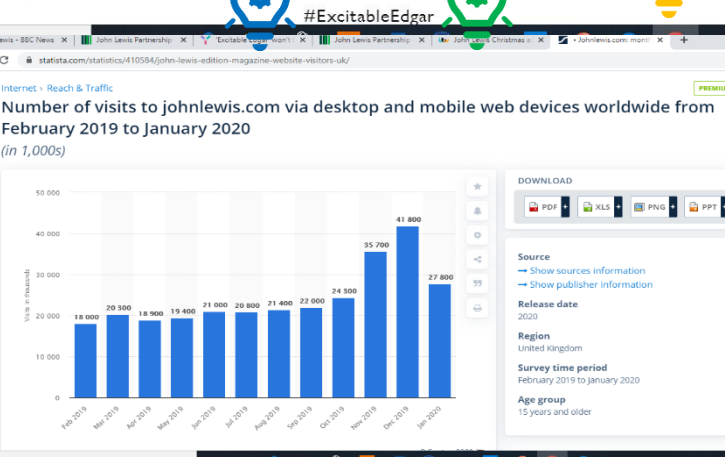 #ExcitableEdgar
ewis - BBC News
John Lewis Partnership
John Lewis Partnership
John Lewis Christmas a
Johnlewis.com: month
statista.com/statistics/410584/john-lewis-edition-magazine-website-visitors-uk/
Internet › Reach & Traffic
PREMIU
Number of visits to johnlewis.com via desktop and mobile web devices worldwide from
February 2019 to January 2020
(in 1,000s)
Visits in thousands
50 000
40 000
30 000
20 000
10 000
0
18 000
20 300
18 900
19 400
21 000
20 800
21 400
22 000
24 300
35 700
41 800
27 800
Feb 2019
Mar 2019
Apr 2019
May 2019
Jun 2019
Jul 2019
Aug 2019
Sep 2019
Oct 2019
Nov 2019
Dec 2019
Jan 2020
DOWNLOAD
PDF +
XLS +
PNG +
PPT +
Source
→ Show sources information
→ Show publisher information
Release date
2020
Region
United Kingdom
Survey time period
February 2019 to January 2020
Age group
15 years and older